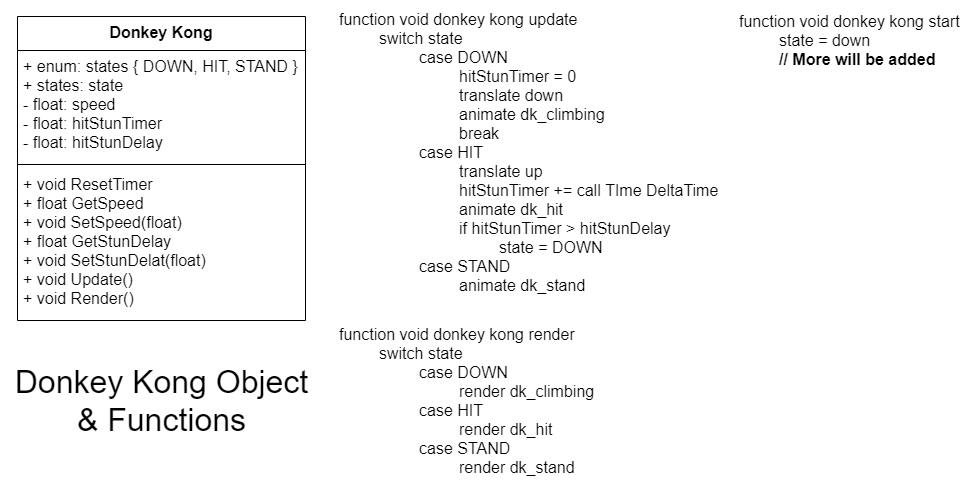 Donkey Kong
+ enum: states { DOWN, HIT, STAND }
+ states: state
- float: speed
- float: hitStunTimer
- float: hitStunDelay
+ void ResetTimer
+ float GetSpeed
+ void SetSpeed(float)
+ float GetStunDelay
+ void SetStunDelat(float)
+ void Update()
+ void Render()
Donkey Kong Object
& Functions
function void donkey kong update
switch state
case DOWN
hitStunTimer = 0
translate down
animate dk_climbing
break
case HIT
translate up
hitStunTimer += call TIme DeltaTime
animate dk_hit
if hitStunTimer > hitStunDelay
state = DOWN
case STAND
animate dk_stand
function void donkey kong render
switch state
case DOWN
render dk_climbing
case HIT
render dk_hit
case STAND
render dk_stand
function void donkey kong start
state = down
// More will be added